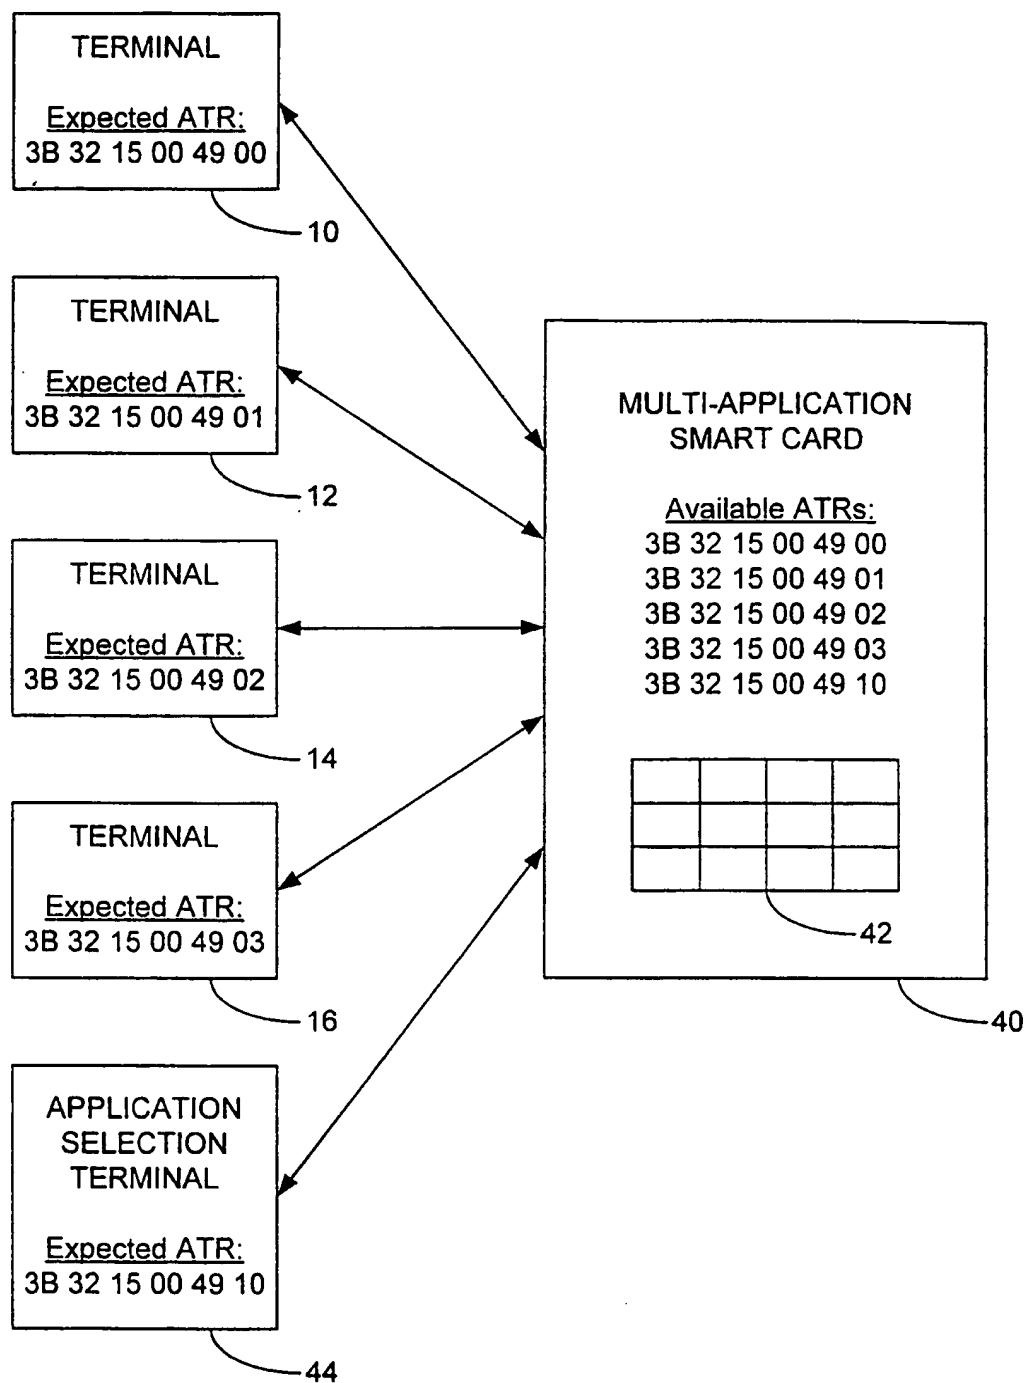 TERMINAL
Expected ATR:
3B 32 15 00 49 00
10
TERMINAL
Expected ATR:
3B 32 15 00 49 01
12
TERMINAL
Expected ATR:
3B 32 15 00 49 02
14
TERMINAL
Expected ATR:
3B 32 15 00 49 03
16
APPLICATION
SELECTION
TERMINAL
Expected ATR:
3B 32 15 00 49 10
44
MULTI-APPLICATION
SMART CARD
Available ATRs:
3B 32 15 00 49 00
3B 32 15 00 49 01
3B 32 15 00 49 02
3B 32 15 00 49 03
3B 32 15 00 49 10
42
40